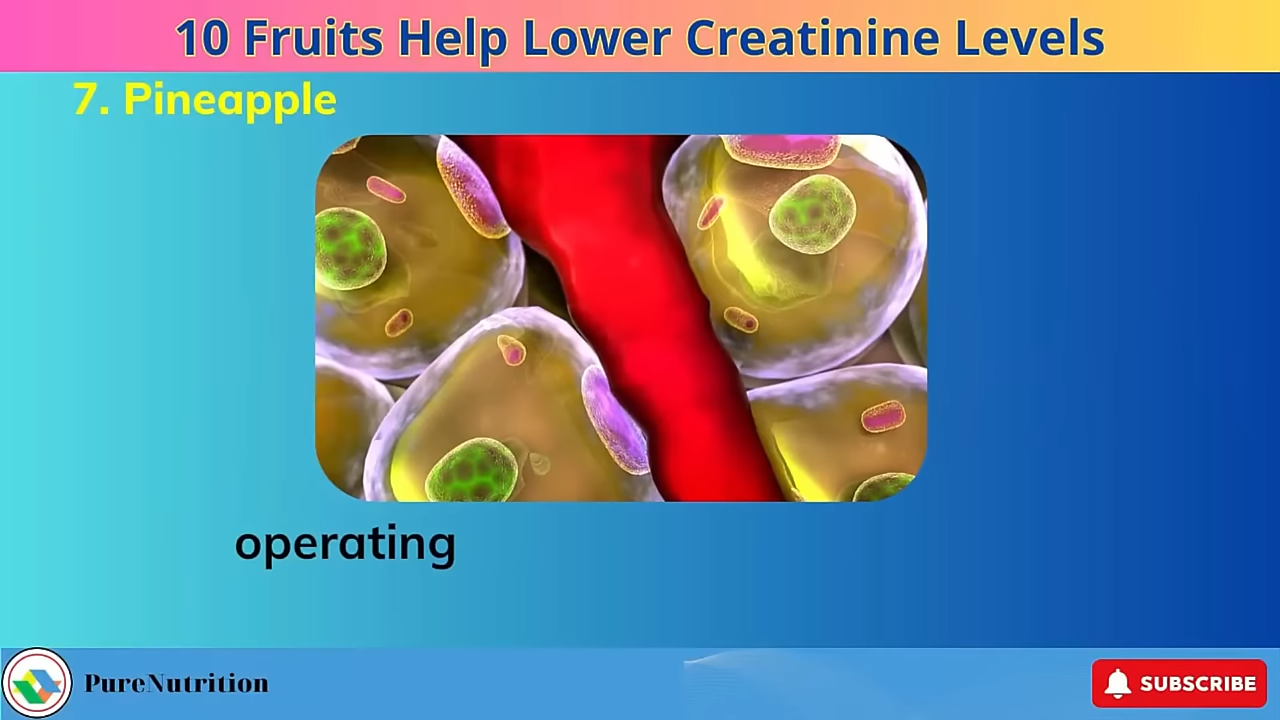 10 Fruits Help Lower Creatinine Levels
7. Pineapple
operating
PureNutrition
SUBSCRIBE